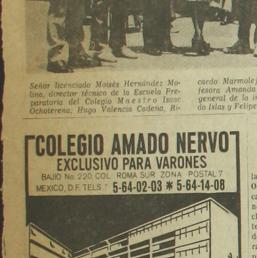 Señor licenciado Moisés Hernández Mo-
lina, director técnico de la Escuela Pre-
paratoria del Colegio Maestro Isaac
Ochoterena; Hugo Valencia Cadena, Ri-
cardo Marmolej
fesora Amanda
general de la in
do Islas y Felipe
COLEGIO AMADO NERVO
EXCLUSIVO PARA VARONES
BAJIO No. 220, COL. ROMA SUR ZONA POSTAL 7
MEXICO, D.F. TELS. 5-64-02-03 * 5-64-14-08